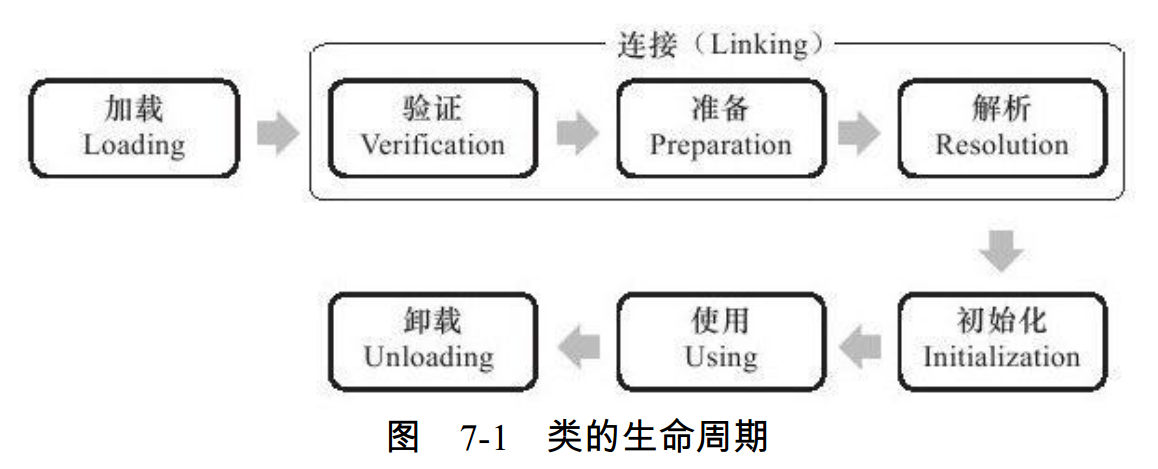 连接（Linking）
加载
Loading
验证
Verification
准备
Preparation
解析
Resolution
初始化
Initialization
使用
Using
卸载
Unloading
图 7-1 类的生命周期